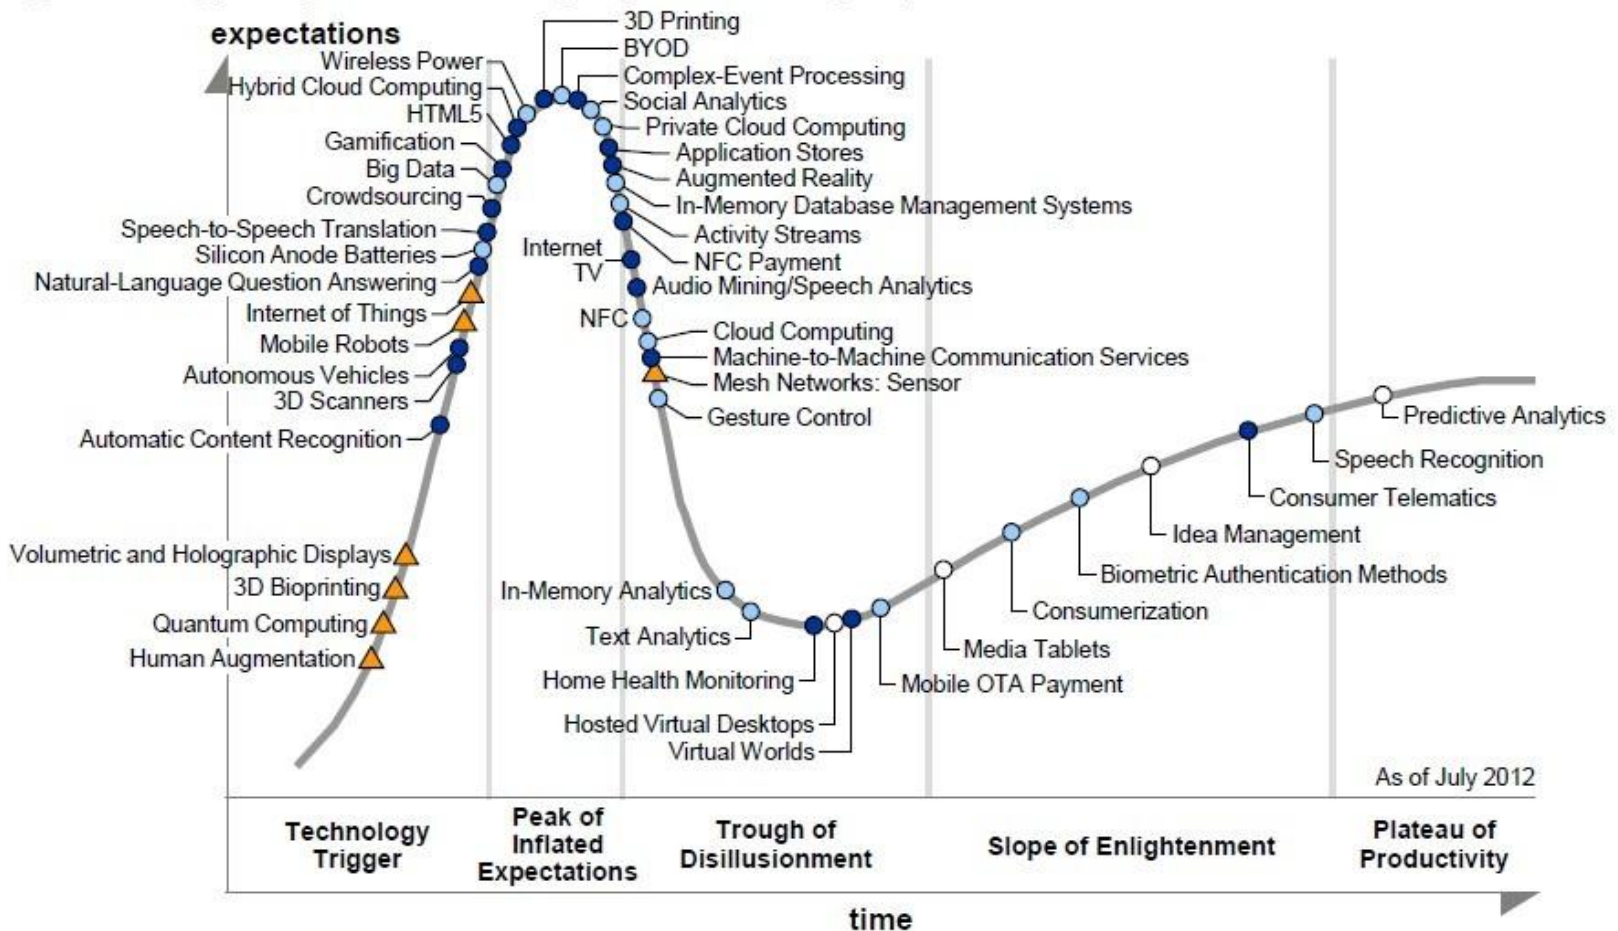 expectations
3D Printing
BYOD
Wireless Power
Complex-Event Processing
Hybrid Cloud Computing
Social Analytics
HTML5
Private Cloud Computing
Gamification
Application Stores
Big Data
Augmented Reality
Crowdsourcing
In-Memory Database Management Systems
Speech-to-Speech Translation
Activity Streams
Silicon Anode Batteries
Internet
TV
NFC Payment
Natural-Language Question Answering
Audio Mining/Speech Analytics
Internet of Things
NFC
Cloud Computing
Mobile Robots
Machine-to-Machine Communication Services
Autonomous Vehicles
Mesh Networks: Sensor
3D Scanners
Gesture Control
Automatic Content Recognition
Predictive Analytics
Speech Recognition
Consumer Telematics
Idea Management
Volumetric and Holographic Displays
Biometric Authentication Methods
3D Bioprinting
In-Memory Analytics
Consumerization
Quantum Computing
Text Analytics
Media Tablets
Human Augmentation
Home Health Monitoring
Mobile OTA Payment
Hosted Virtual Desktops
Virtual Worlds
As of July 2012
Technology
Trigger
Peak of
Inflated
Expectations
Trough of
Disillusionment
Slope of Enlightenment
Plateau of
Productivity
time